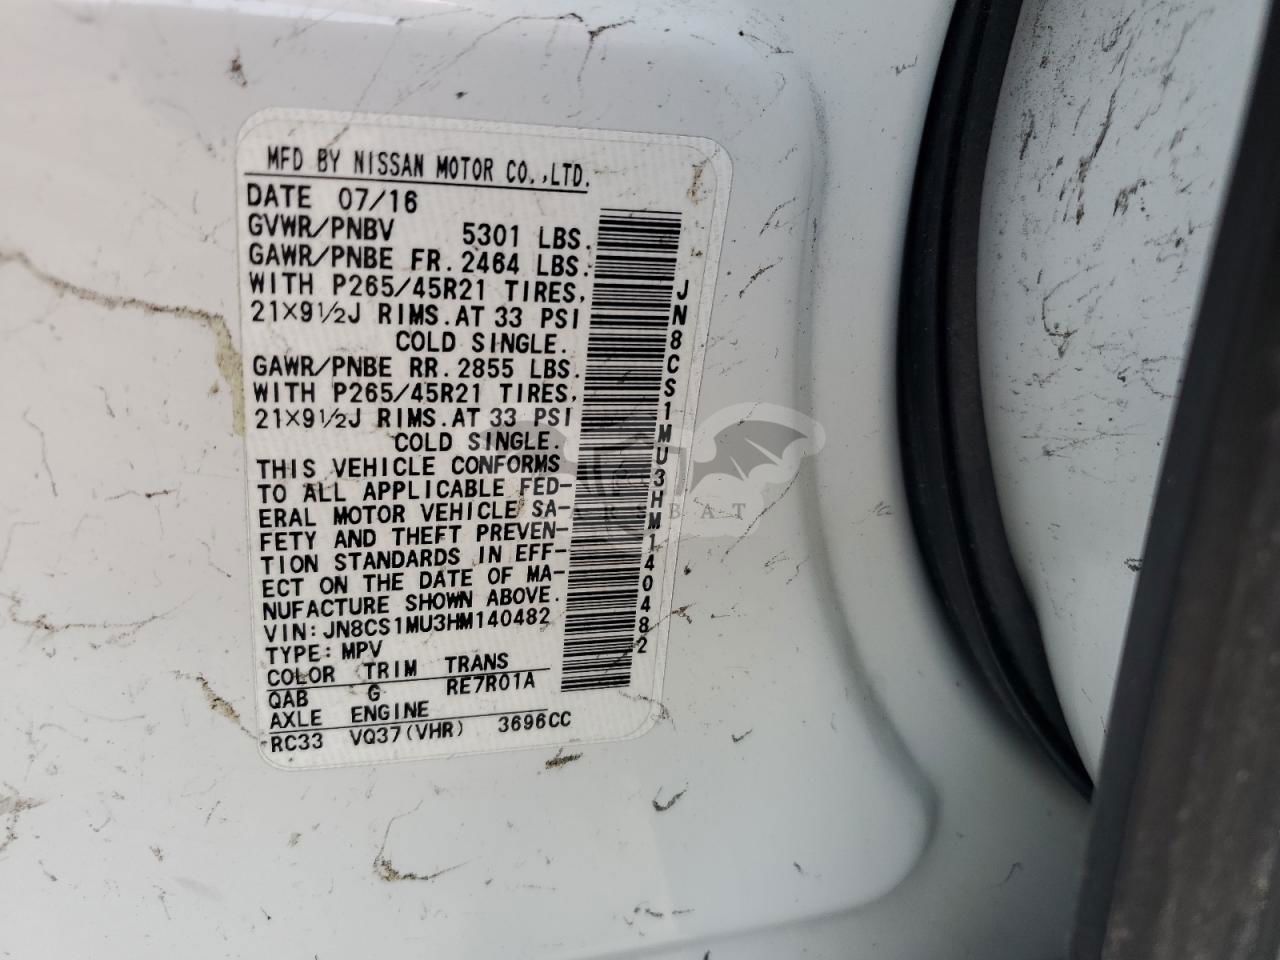 MFD BY NISSAN MOTOR CO.,LTD.
DATE 07/16
GVWR/PNBV 5301 LBS.
GAWR/PNBE FR. 2464 LBS.
WITH P265/45R21 TIRES,
21X9½J RIMS. AT 33 PSI
COLD SINGLE.
GAWR/PNBE RR. 2855 LBS.
WITH P265/45R21 TIRES,
21X9½J RIMS. AT 33 PSI
COLD SINGLE.
THIS VEHICLE CONFORMS
TO ALL APPLICABLE FED-
ERAL MOTOR VEHICLE SA-
FETY AND THEFT PREVEN-
TION STANDARDS IN EFF-
ECT ON THE DATE OF MA-
NUFACTURE SHOWN ABOVE.
VIN: JN8CS1MU3HM140482
TYPE: MPV
COLOR TRIM TRANS
QAB G RE7R01A
AXLE ENGINE
RC33 VQ37(VHR) 3696CC
JN8CS1MU3HM140482